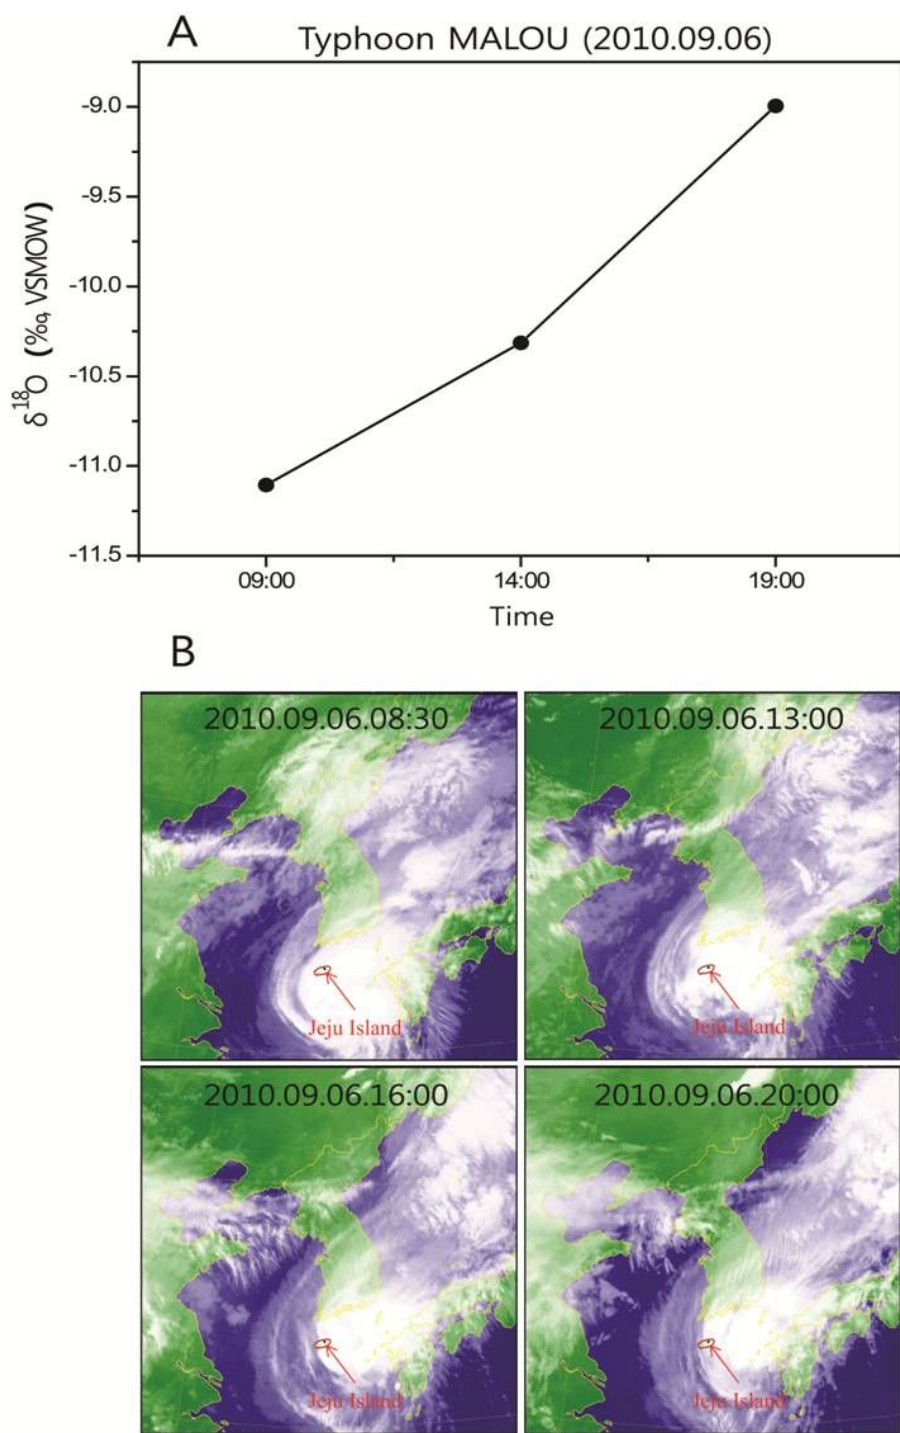 A
Typhoon MALOU (2010.09.06)
-9.0
-9.5
-10.0
-10.5
-11.0
-11.5
δ¹⁸O (‰, VSMOW)
09:00
14:00
19:00
Time
B
2010.09.06.08:30
Jeju Island
2010.09.06.13:00
Jeju Island
2010.09.06.16:00
Jeju Island
2010.09.06.20:00
Jeju Island